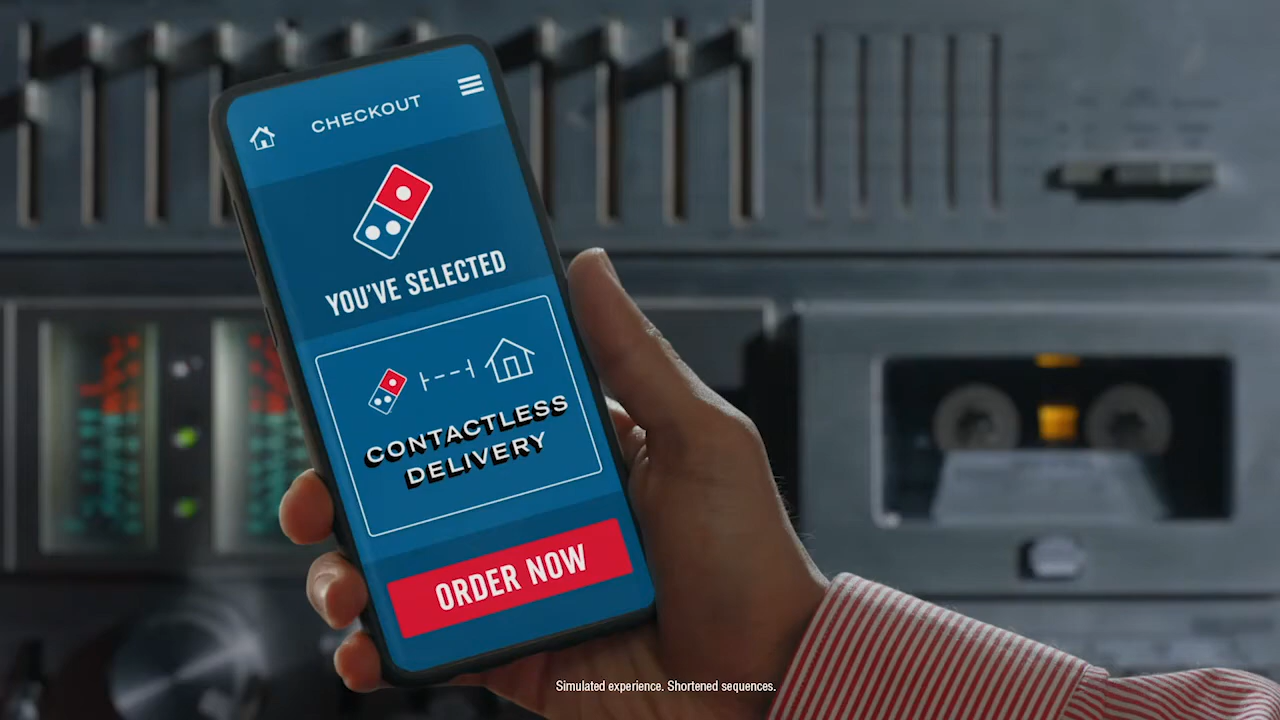 CHECKOUT
YOU'VE SELECTED
CONTACTLESS
DELIVERY
ORDER NOW
Simulated experience. Shortened sequences.